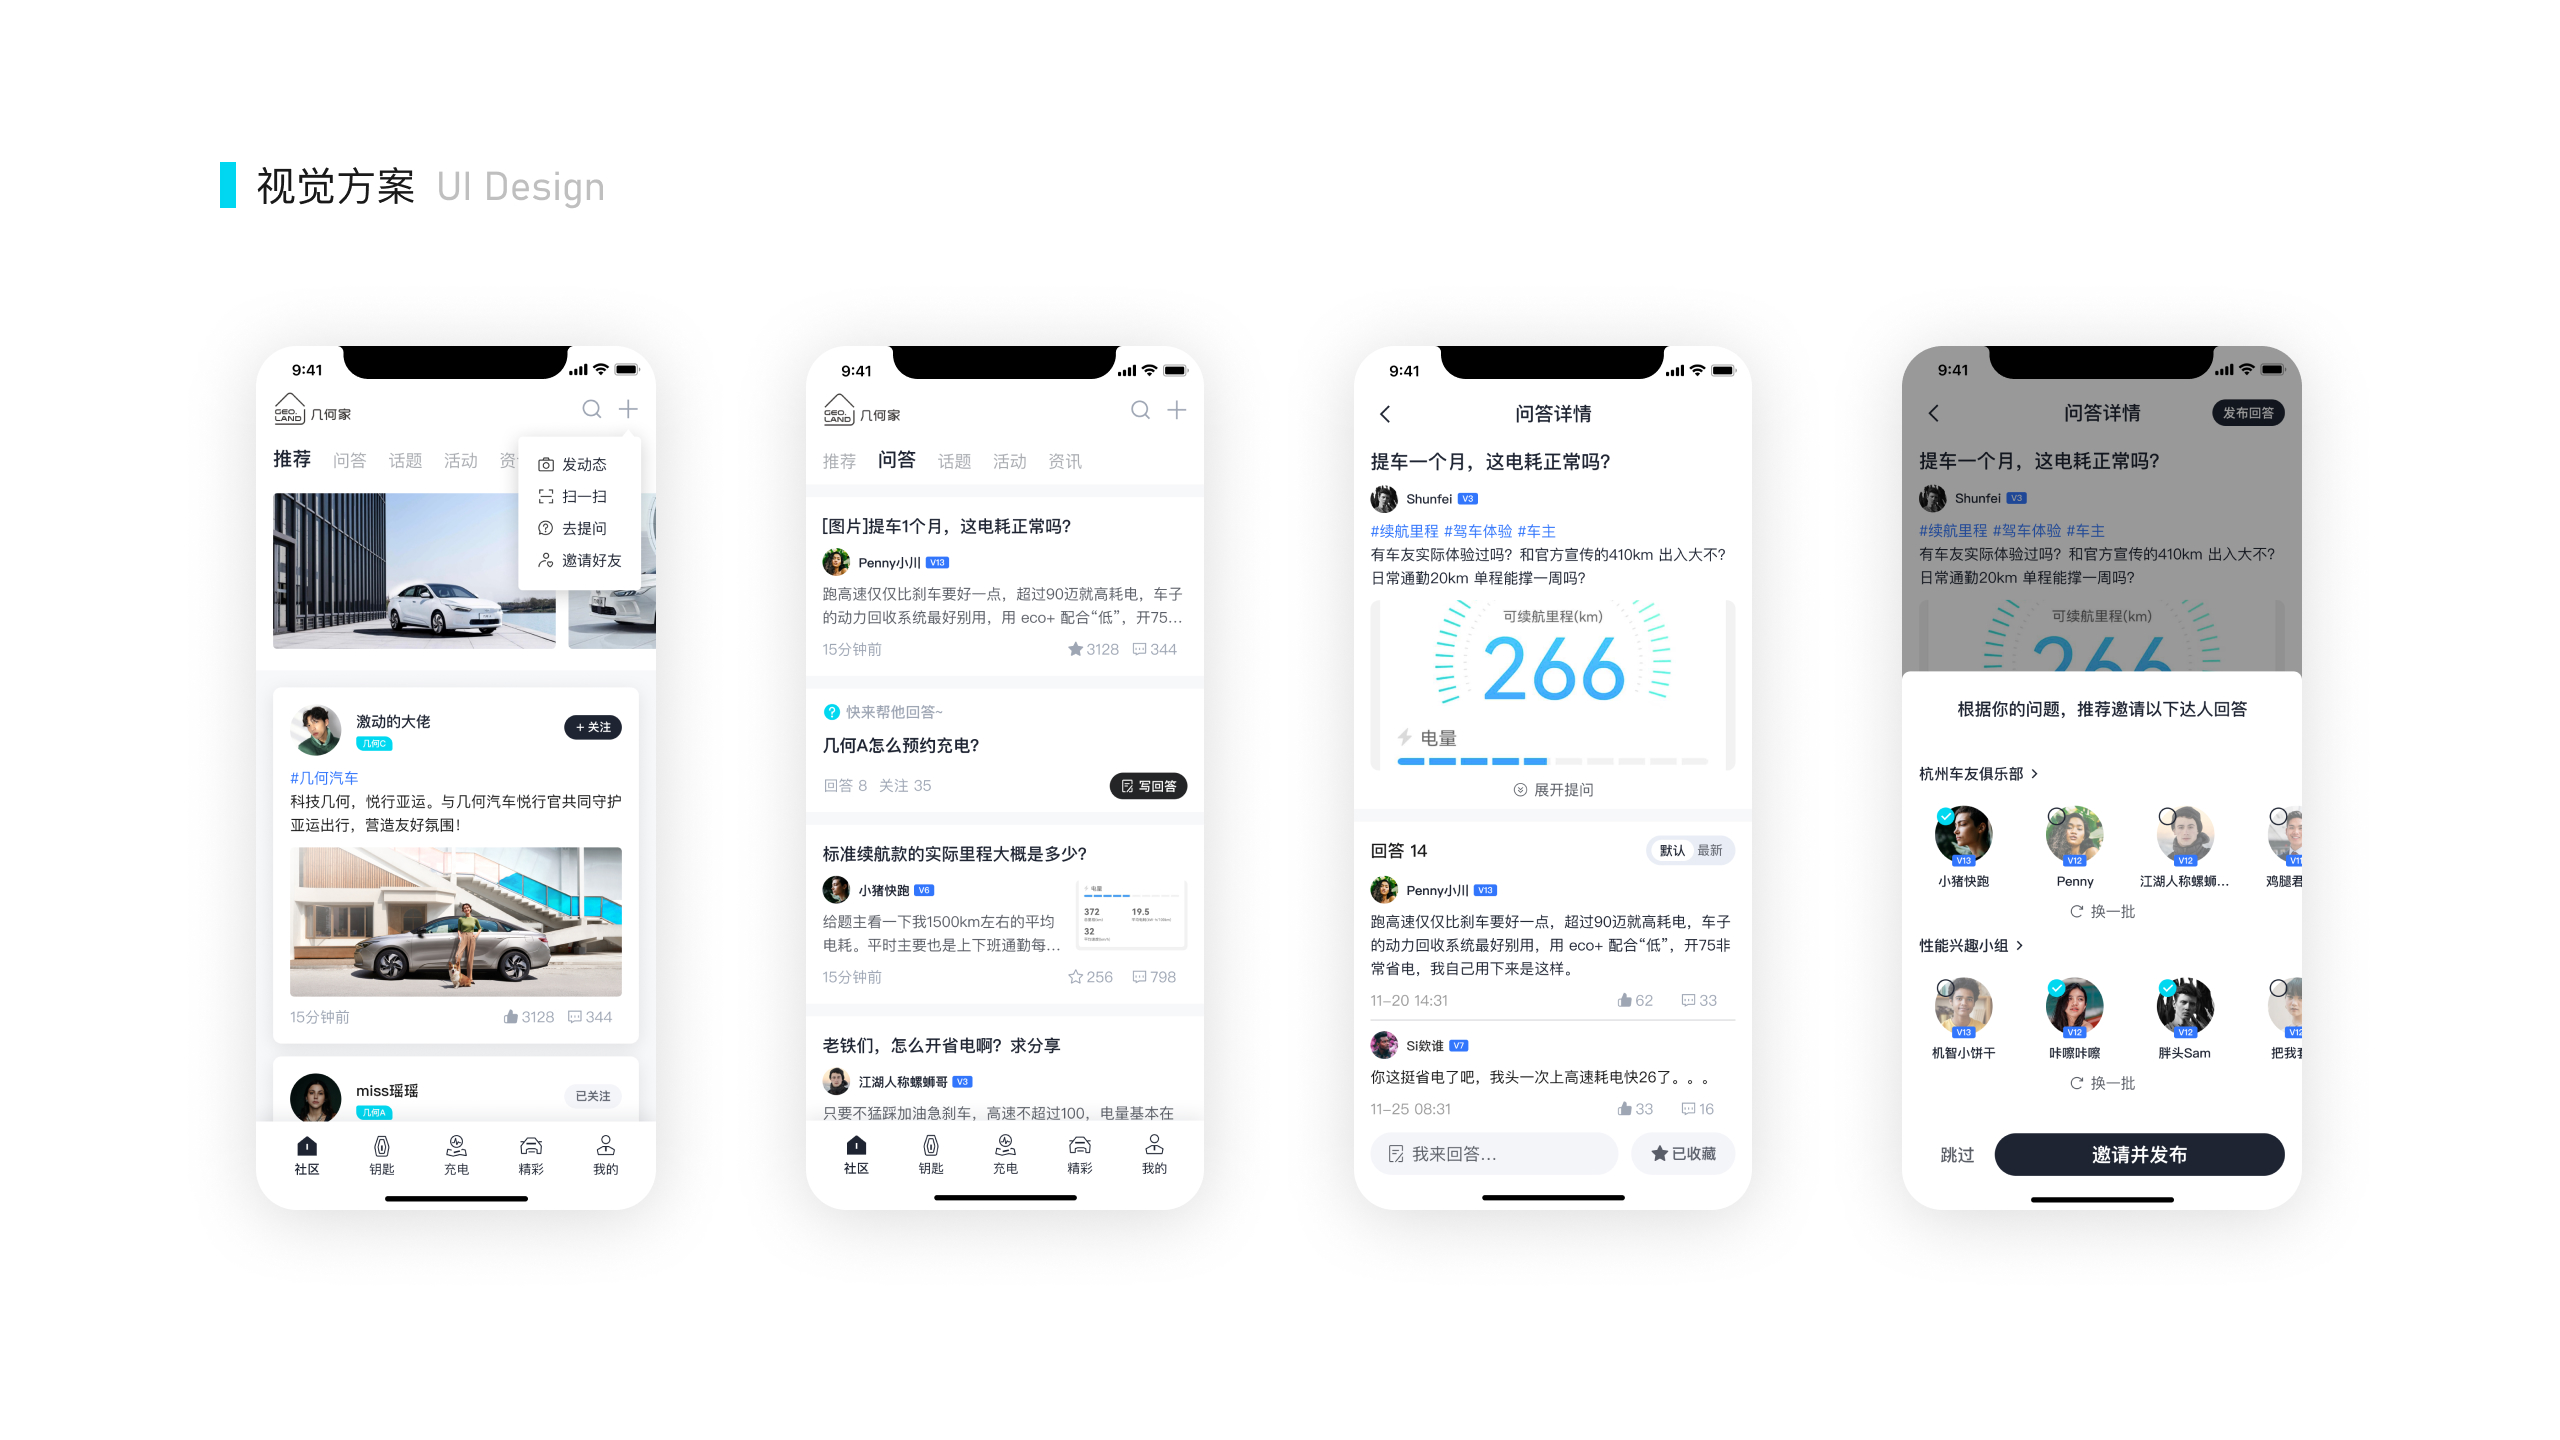 视觉方案 UI Design
9:41
GEO.
LAND 几何家
推荐 问答 话题 活动
发动态
扫一扫
去提问
邀请好友
激动的大佬
几何C
+ 关注
#几何汽车
科技几何，悦行亚运。与几何汽车悦行官共同守护
亚运出行，营造友好氛围！
15分钟前 3128 344
miss瑶瑶
几何A
已关注
社区 钥匙 充电 精彩 我的
9:41
GEO.
LAND 几何家
推荐 问答 话题 活动 资讯
[图片]提车1个月，这电耗正常吗？
Penny小川 V13
跑高速仅仅比刹车要好一点，超过90迈就高耗电，车子
的动力回收系统最好别用，用 eco+ 配合“低”，开75...
15分钟前 3128 344
快来帮他回答~
几何A怎么预约充电？
回答 8 关注 35
写回答
标准续航款的实际里程大概是多少？
小猪快跑 V6
给题主看一下我1500km左右的平均
电耗。平时主要也是上下班通勤每...
电量
372 19.5
32
15分钟前 256 798
老铁们，怎么开省电啊？求分享
江湖人称螺蛳哥 V3
只要不猛踩加油急刹车，高速不超过100，电量基本在
社区 钥匙 充电 精彩 我的
9:41
问答详情
提车一个月，这电耗正常吗？
Shunfei V3
#续航里程 #驾车体验 #车主
有车友实际体验过吗？和官方宣传的410km 出入大不？
日常通勤20km 单程能撑一周吗？
可续航里程(km)
266
电量
展开提问
回答 14
默认 最新
Penny小川 V13
跑高速仅仅比刹车要好一点，超过90迈就高耗电，车子
的动力回收系统最好别用，用 eco+ 配合“低”，开75非
常省电，我自己用下来是这样。
11-20 14:31 62 33
Si欸谁 V7
你这挺省电了吧，我头一次上高速耗电快26了。。。
11-25 08:31 33 16
我来回答...
已收藏
9:41
问答详情
发布回答
提车一个月，这电耗正常吗？
Shunfei V3
#续航里程 #驾车体验 #车主
有车友实际体验过吗？和官方宣传的410km 出入大不？
日常通勤20km 单程能撑一周吗？
可续航里程(km)
266
根据你的问题，推荐邀请以下达人回答
杭州车友俱乐部 >
V13 V12 V12 V11
小猪快跑 Penny 江湖人称螺蛳... 鸡腿君
换一批
性能兴趣小组 >
V13 V12 V12 V12
机智小饼干 咔嚓咔嚓 胖头Sam 把我
换一批
跳过
邀请并发布